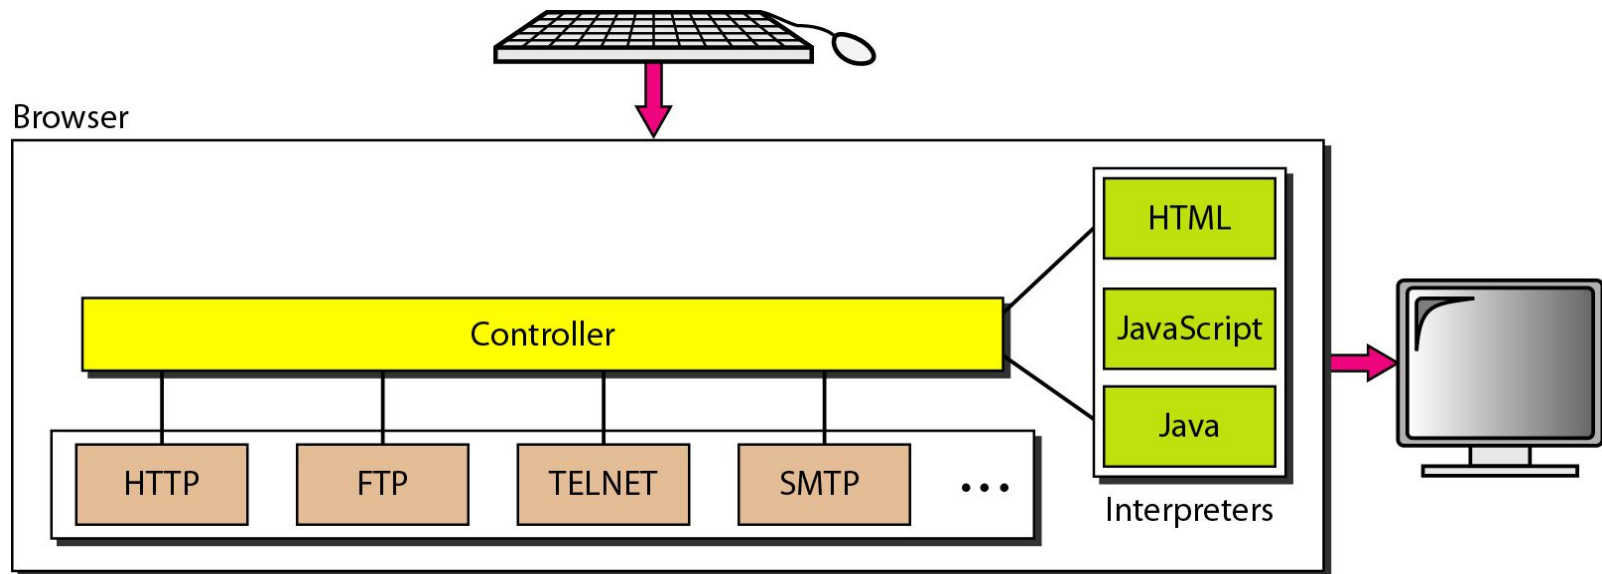 Browser
HTML
Controller
JavaScript
Java
HTTP
FTP
TELNET
SMTP
...
Interpreters